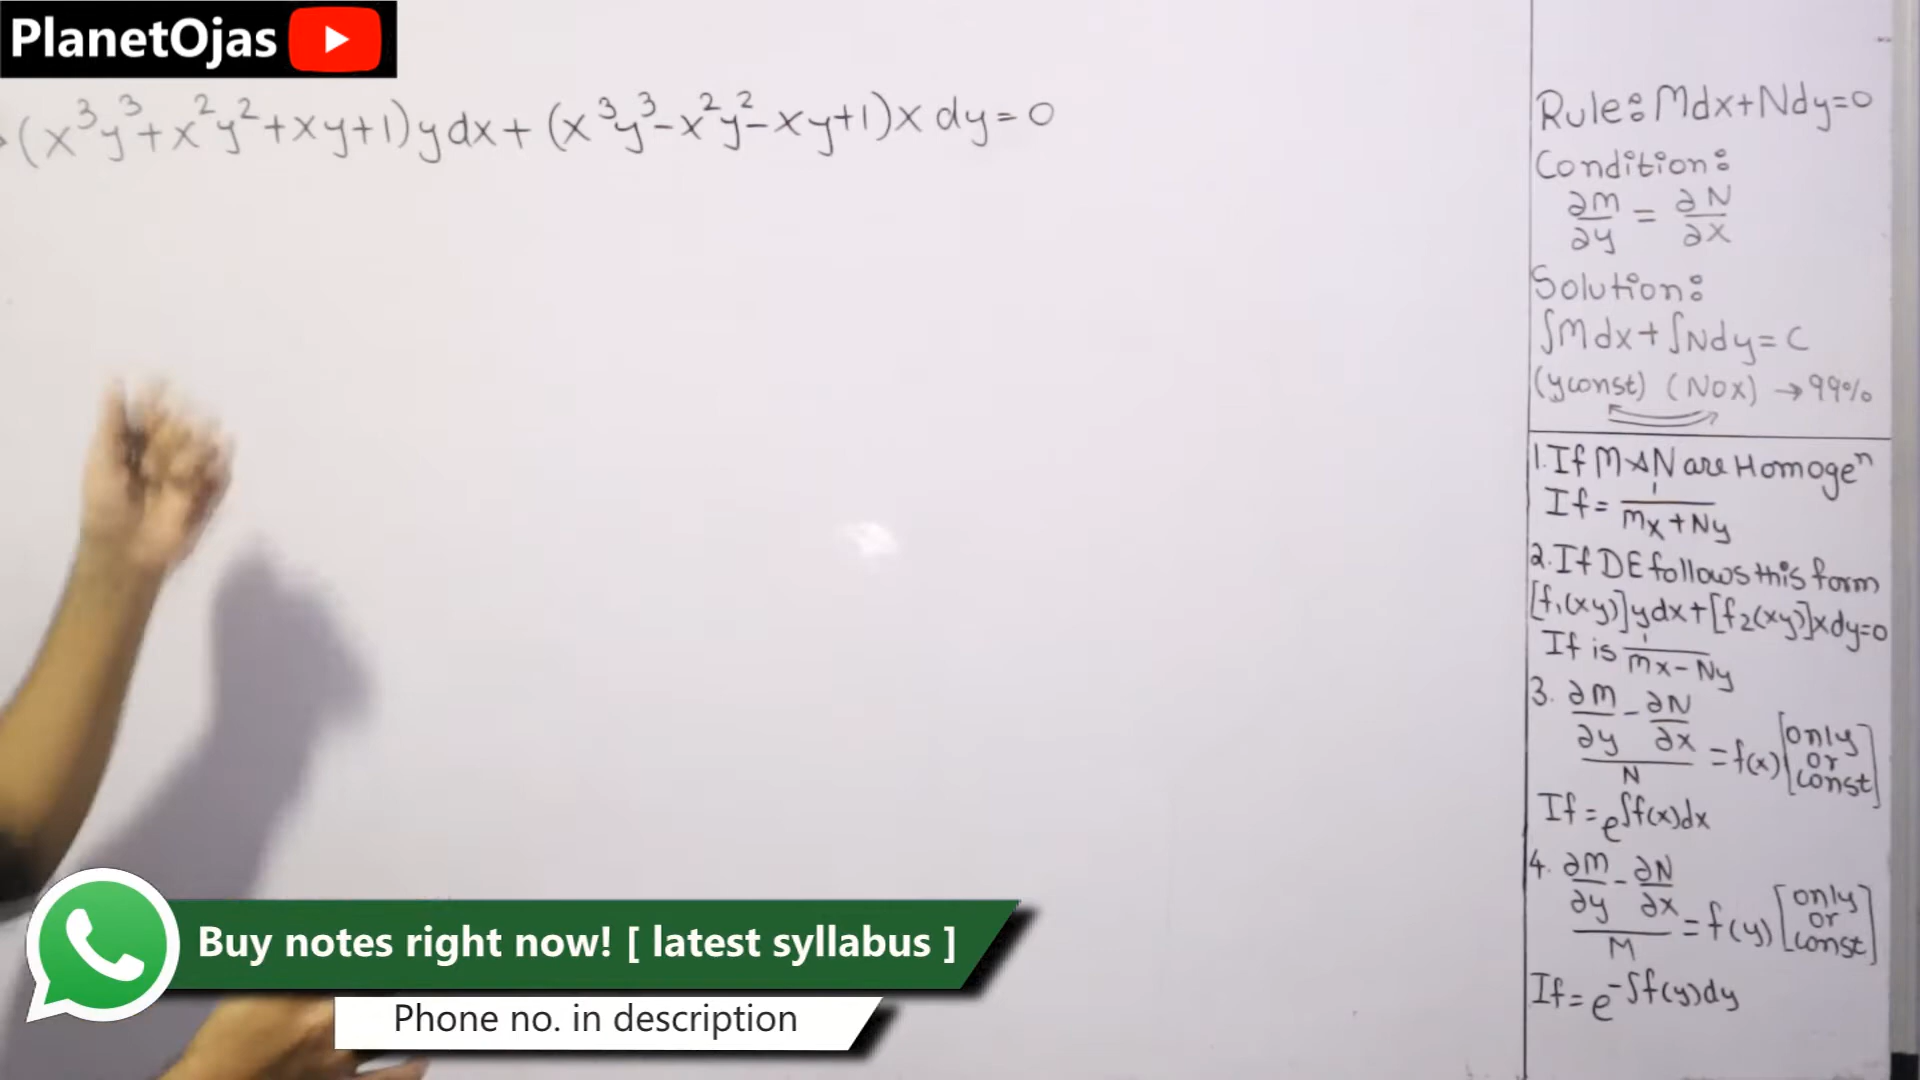 PlanetOjas
(x³y³+x²y²+xy+1)ydx+(x³y³-x²y²-xy+1)x dy=0
Rule: Mdx+Ndy=0
Condition:
∂M/∂y = ∂N/∂x
Solution:
∫Mdx+∫Ndy=C
(y const) (NOx) →99%
1. If M & N are Homogeⁿ
If = 1/(Mx+Ny)
2. If DE follows this form
[f₁(xy)]ydx+[f₂(xy)]xdy=0
If is 1/(Mx-Ny)
3. (∂M/∂y - ∂N/∂x)/N = f(x) [only or const]
If = e^∫f(x)dx
4. (∂M/∂y - ∂N/∂x)/M = f(y) [only or const]
If = e^-∫f(y)dy
Buy notes right now! [ latest syllabus ]
Phone no. in description